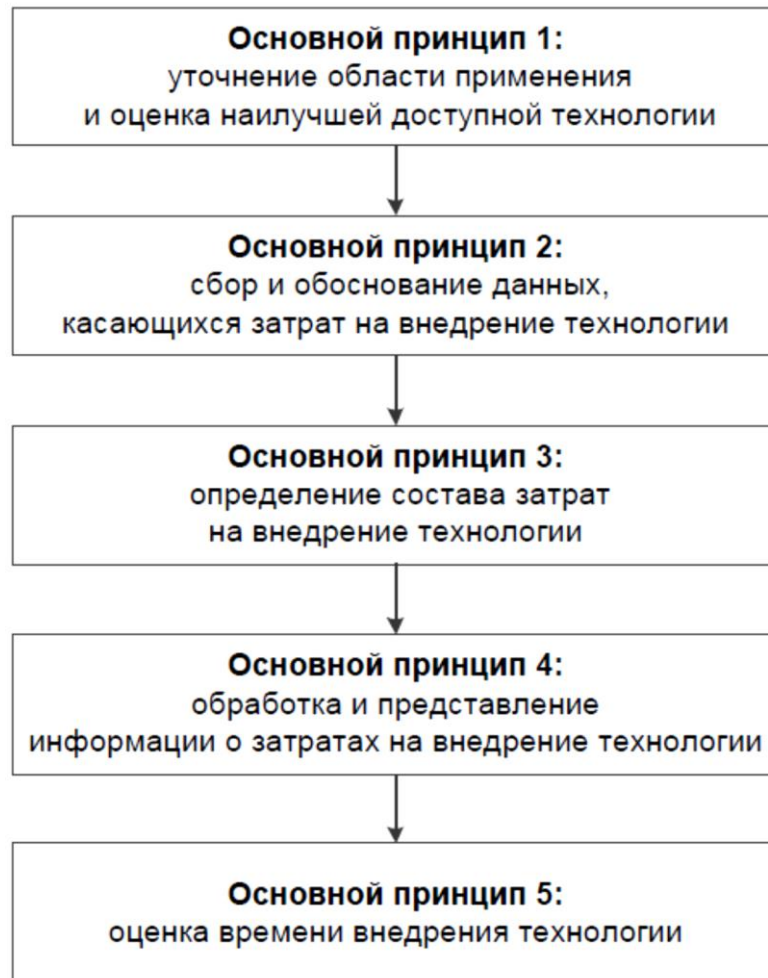 Основной принцип 1:
уточнение области применения
и оценка наилучшей доступной технологии
Основной принцип 2:
сбор и обоснование данных,
касающихся затрат на внедрение технологии
Основной принцип 3:
определение состава затрат
на внедрение технологии
Основной принцип 4:
обработка и представление
информации о затратах на внедрение технологии
Основной принцип 5:
оценка времени внедрения технологии